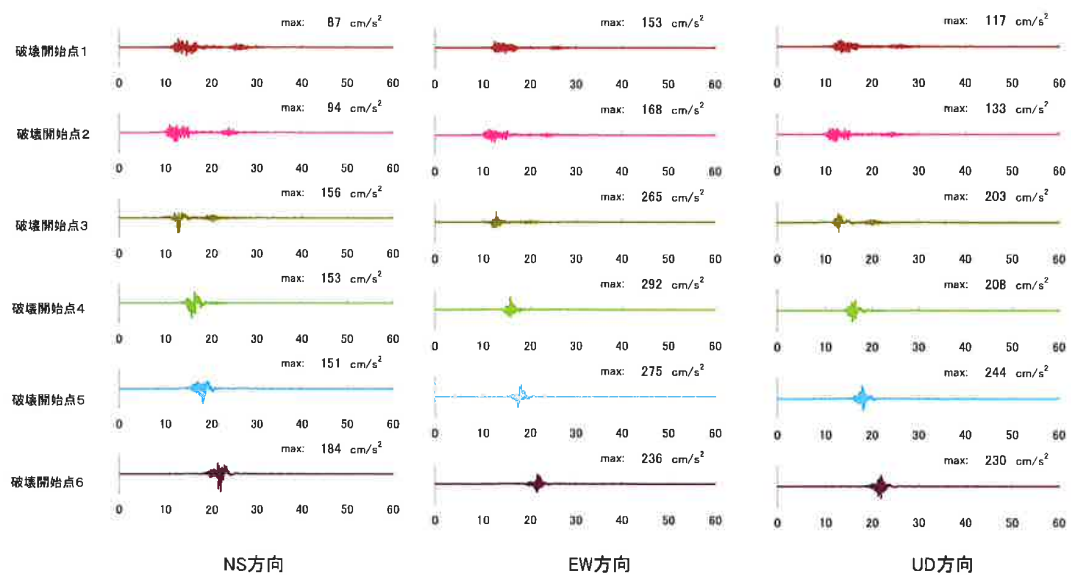 max: 87 cm/s²
max: 153 cm/s²
max: 117 cm/s²
破壊開始点1
0 10 20 30 40 50 60
0 10 20 30 40 50 60
0 10 20 30 40 50 60
max: 94 cm/s²
max: 168 cm/s²
max: 133 cm/s²
破壊開始点2
0 10 20 30 40 50 60
0 10 20 30 40 50 60
0 10 20 30 40 50 60
max: 156 cm/s²
max: 265 cm/s²
max: 203 cm/s²
破壊開始点3
0 10 20 30 40 50 60
0 10 20 30 40 50 60
0 10 20 30 40 50 60
max: 153 cm/s²
max: 292 cm/s²
max: 208 cm/s²
破壊開始点4
0 10 20 30 40 50 60
0 10 20 30 40 50 60
0 10 20 30 40 50 60
max: 151 cm/s²
max: 275 cm/s²
max: 244 cm/s²
破壊開始点5
0 10 20 30 40 50 60
0 10 20 30 40 50 60
0 10 20 30 40 50 60
max: 184 cm/s²
max: 236 cm/s²
max: 230 cm/s²
破壊開始点6
0 10 20 30 40 50 60
0 10 20 30 40 50 60
0 10 20 30 40 50 60
NS方向
EW方向
UD方向